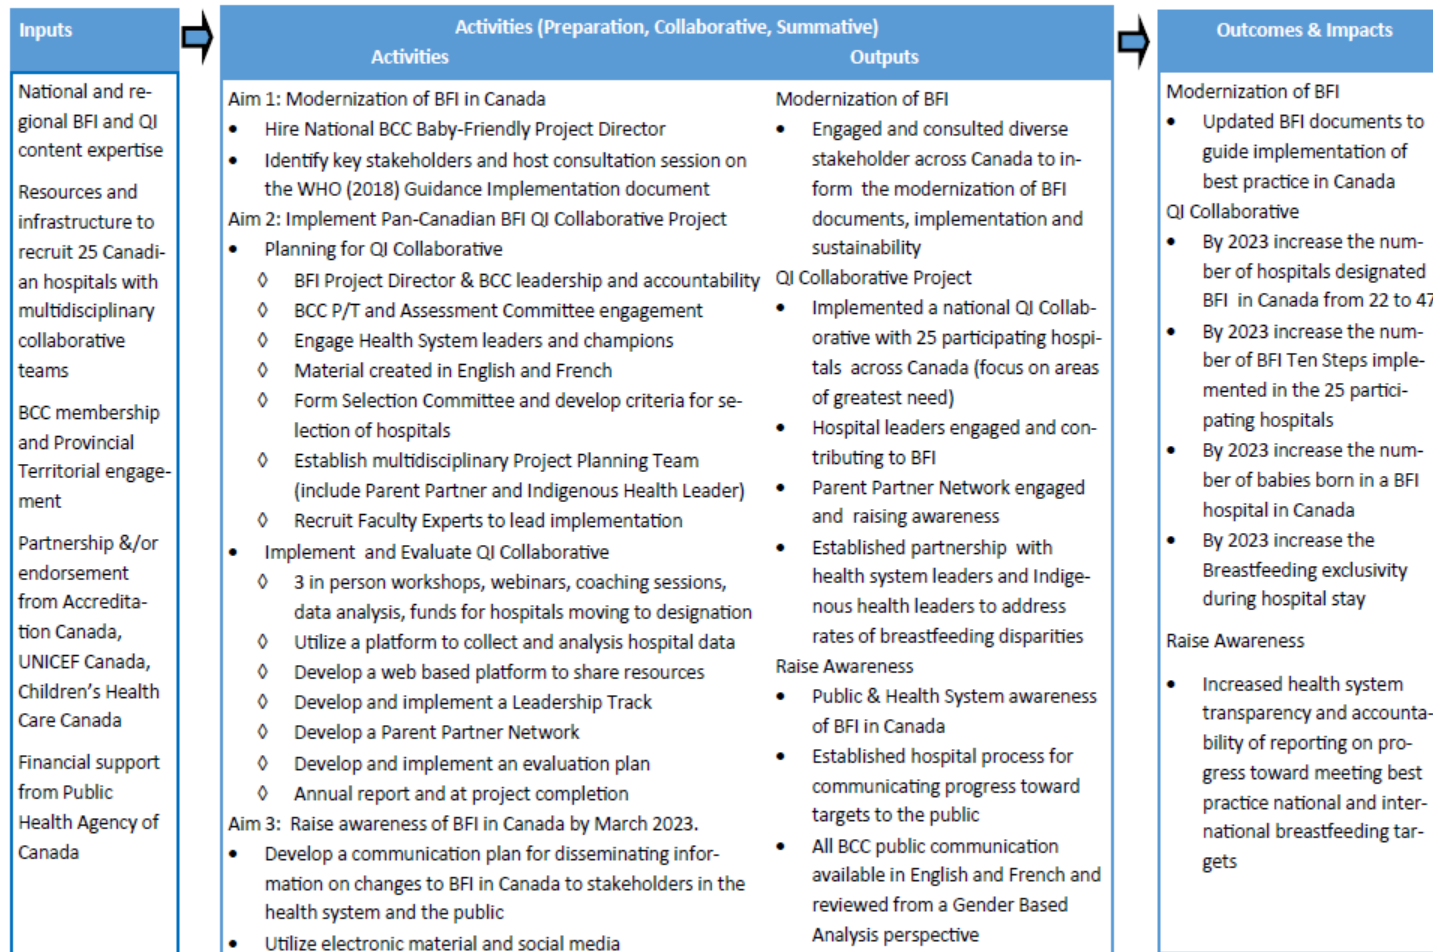 Inputs
National and re-
gional BFI and QI
content expertise
Resources and
infrastructure to
recruit 25 Canadi-
an hospitals with
multidisciplinary
collaborative
teams
BCC membership
and Provincial
Territorial engage-
ment
Partnership &/or
endorsement
from Accredita-
tion Canada,
UNICEF Canada,
Children's Health
Care Canada
Financial support
from Public
Health Agency of
Canada
Activities (Preparation, Collaborative, Summative)
Activities
Aim 1: Modernization of BFI in Canada
• Hire National BCC Baby-Friendly Project Director
• Identify key stakeholders and host consultation session on
the WHO (2018) Guidance Implementation document
Aim 2: Implement Pan-Canadian BFI QI Collaborative Project
• Planning for QI Collaborative
◊ BFI Project Director & BCC leadership and accountability
◊ BCC P/T and Assessment Committee engagement
◊ Engage Health System leaders and champions
◊ Material created in English and French
◊ Form Selection Committee and develop criteria for se-
lection of hospitals
◊ Establish multidisciplinary Project Planning Team
(include Parent Partner and Indigenous Health Leader)
◊ Recruit Faculty Experts to lead implementation
• Implement and Evaluate QI Collaborative
◊ 3 in person workshops, webinars, coaching sessions,
data analysis, funds for hospitals moving to designation
◊ Utilize a platform to collect and analysis hospital data
◊ Develop a web based platform to share resources
◊ Develop and implement a Leadership Track
◊ Develop a Parent Partner Network
◊ Develop and implement an evaluation plan
◊ Annual report and at project completion
Aim 3: Raise awareness of BFI in Canada by March 2023.
• Develop a communication plan for disseminating infor-
mation on changes to BFI in Canada to stakeholders in the
health system and the public
• Utilize electronic material and social media
Outputs
Modernization of BFI
• Engaged and consulted diverse
stakeholder across Canada to in-
form the modernization of BFI
documents, implementation and
sustainability
QI Collaborative Project
• Implemented a national QI Collab-
orative with 25 participating hospi-
tals across Canada (focus on areas
of greatest need)
• Hospital leaders engaged and con-
tributing to BFI
• Parent Partner Network engaged
and raising awareness
• Established partnership with
health system leaders and Indige-
nous health leaders to address
rates of breastfeeding disparities
Raise Awareness
• Public & Health System awareness
of BFI in Canada
• Established hospital process for
communicating progress toward
targets to the public
• All BCC public communication
available in English and French and
reviewed from a Gender Based
Analysis perspective
Outcomes & Impacts
Modernization of BFI
• Updated BFI documents to
guide implementation of
best practice in Canada
QI Collaborative
• By 2023 increase the num-
ber of hospitals designated
BFI in Canada from 22 to 47
• By 2023 increase the num-
ber of BFI Ten Steps imple-
mented in the 25 partici-
pating hospitals
• By 2023 increase the num-
ber of babies born in a BFI
hospital in Canada
• By 2023 increase the
Breastfeeding exclusivity
during hospital stay
Raise Awareness
• Increased health system
transparency and accounta-
bility of reporting on pro-
gress toward meeting best
practice national and inter-
national breastfeeding tar-
gets